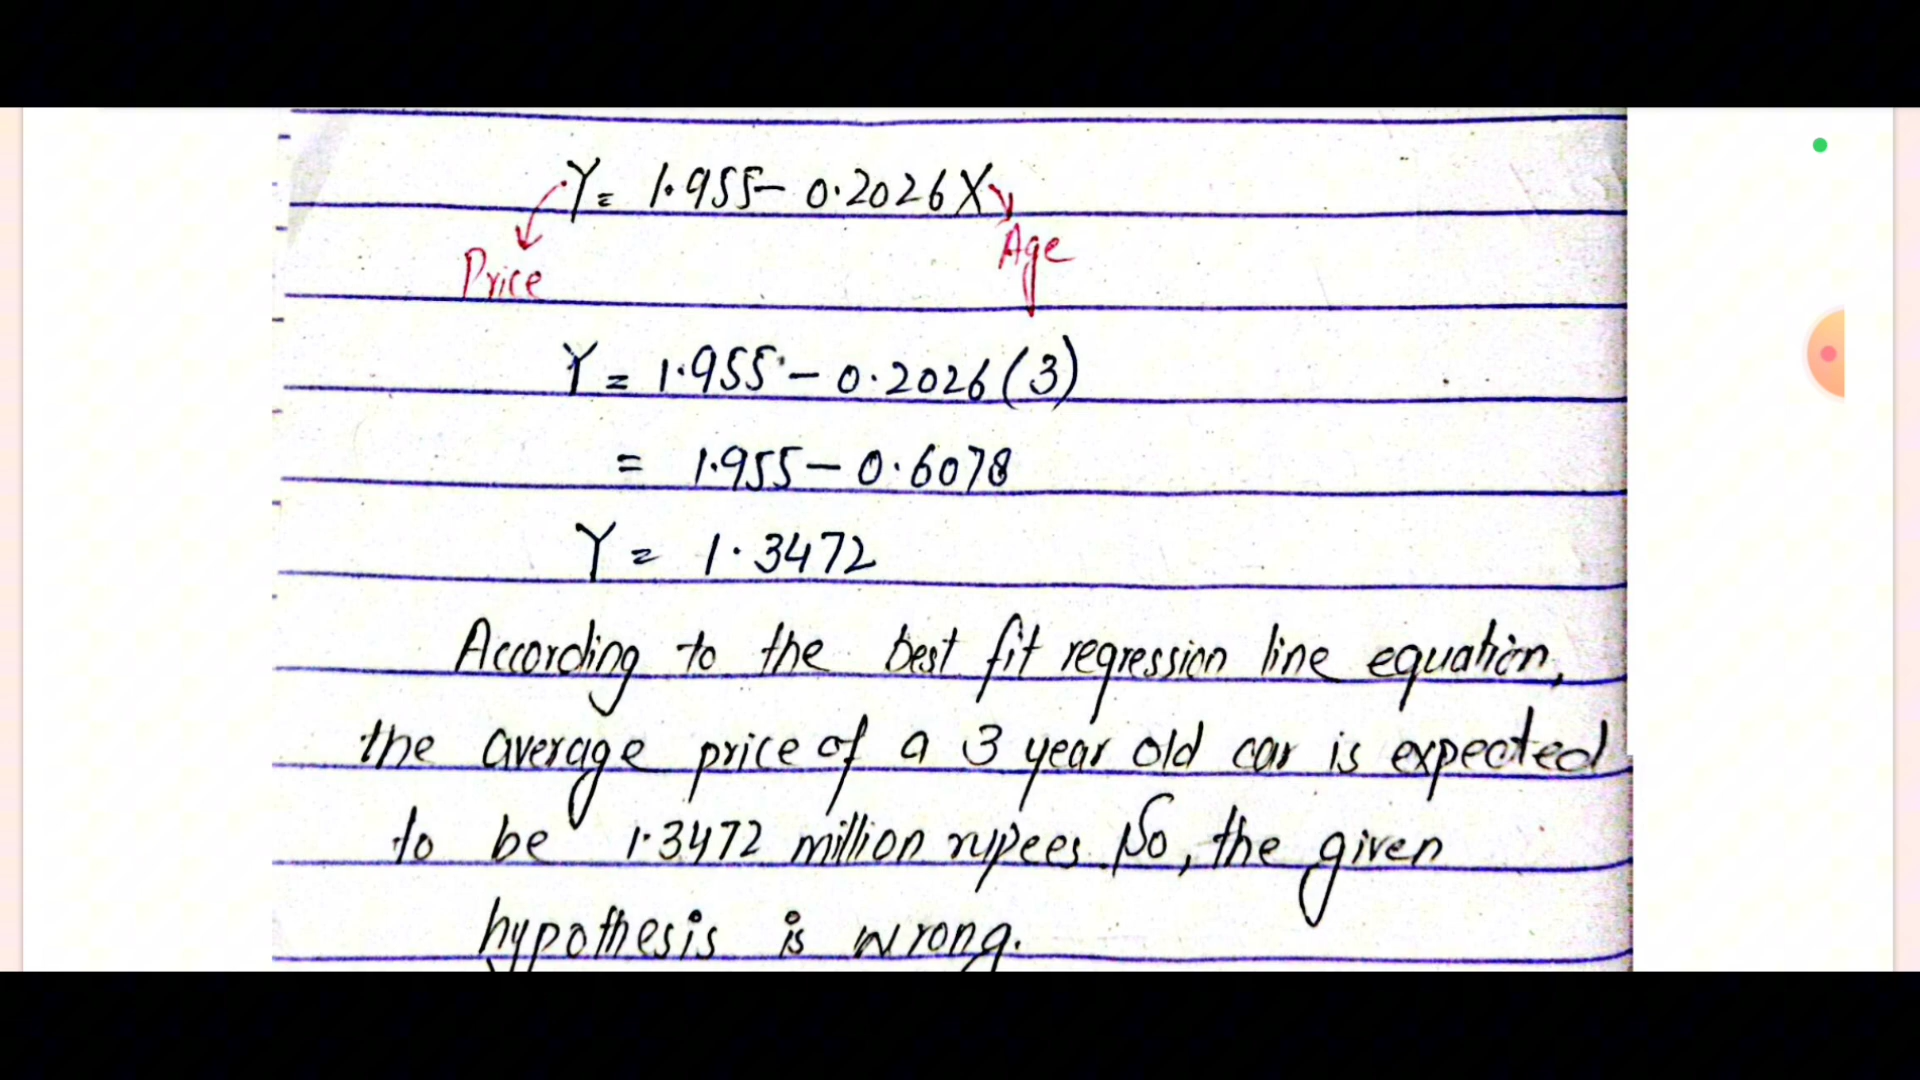 Y = 1.955 - 0.2026X
Price
Age
Y = 1.955 - 0.2026(3)
= 1.955 - 0.6078
Y = 1.3472
According to the best fit regression line equation,
the average price of a 3 year old car is expected
to be 1.3472 million rupees. So, the given
hypothesis is wrong.